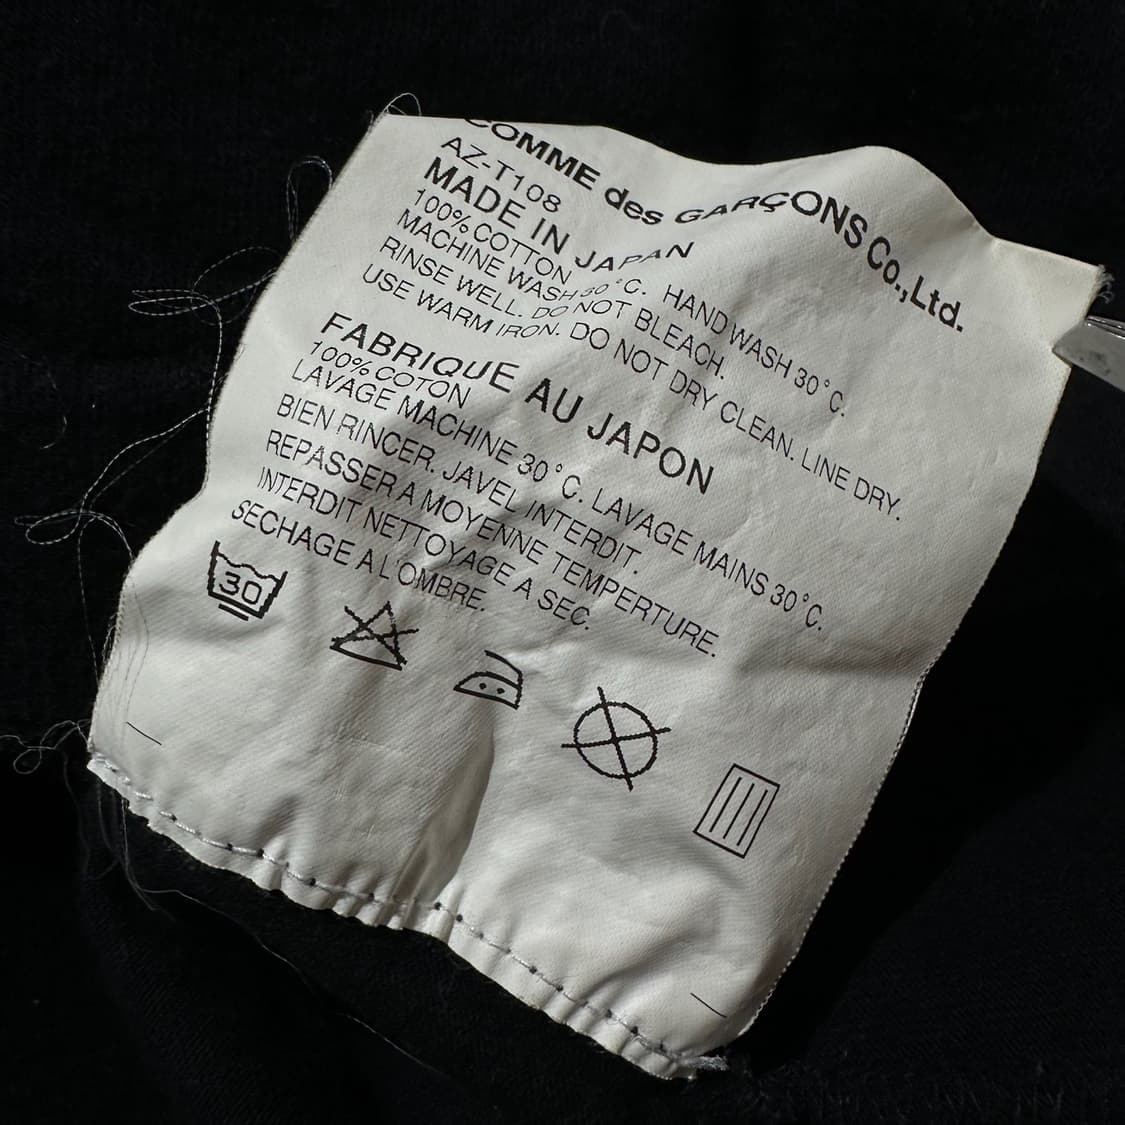 COMME des GARÇONS Co.,Ltd.
AZ-T108
MADE IN JAPAN
100% COTTON
MACHINE WASH 30°C. HAND WASH 30°C.
RINSE WELL. DO NOT BLEACH.
USE WARM IRON. DO NOT DRY CLEAN. LINE DRY.
FABRIQUE AU JAPON
100% COTON
LAVAGE MACHINE 30°C. LAVAGE MAINS 30°C.
BIEN RINCER. JAVEL INTERDIT.
REPASSER A MOYENNE TEMPERTURE.
INTERDIT NETTOYAGE A SEC.
SECHAGE A L'OMBRE.
30